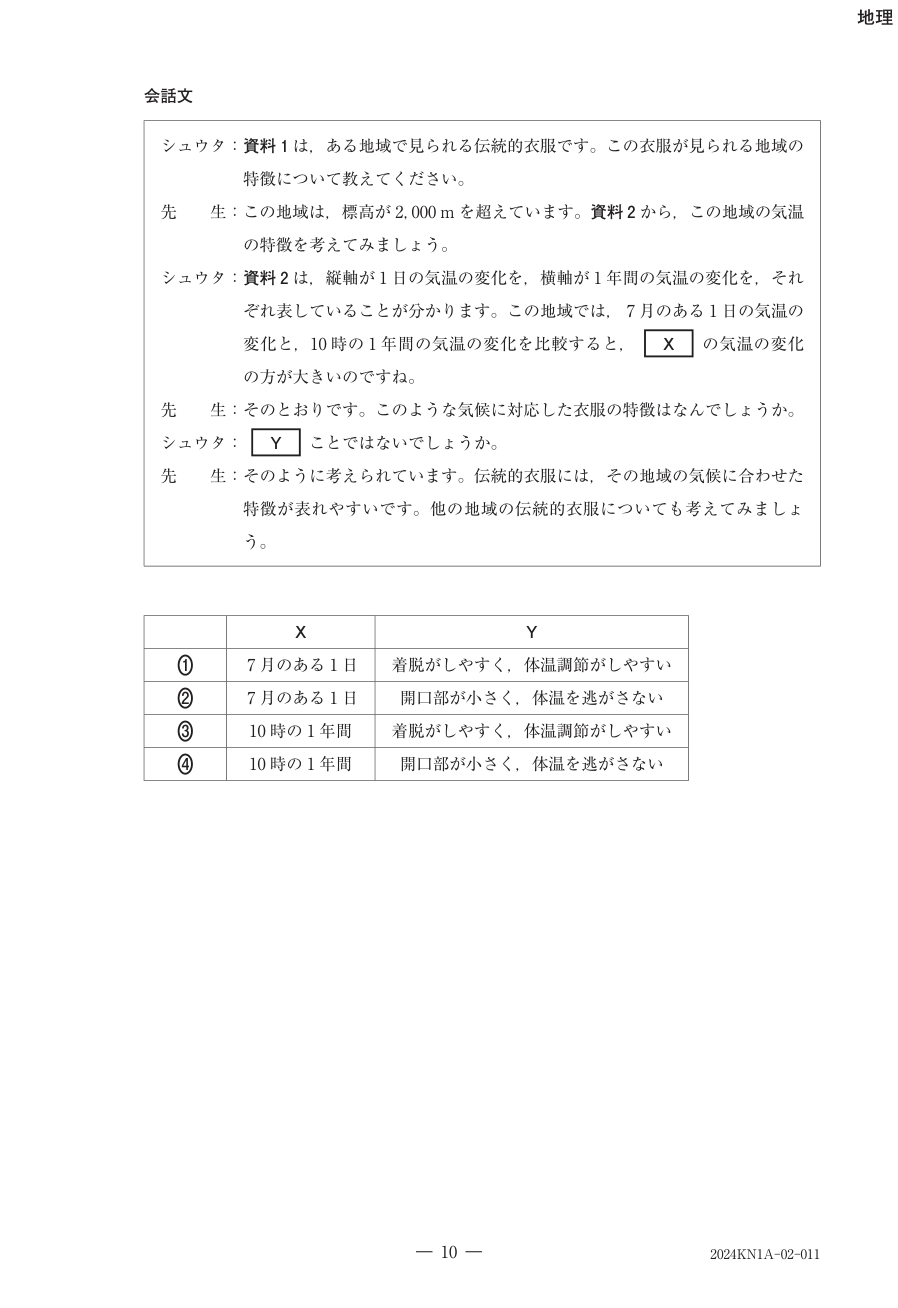 地理
会話文
シュウタ：資料1は，ある地域で見られる伝統的衣服です。この衣服が見られる地域の
特徴について教えてください。
先　　生：この地域は，標高が2,000 mを超えています。資料2から，この地域の気温
の特徴を考えてみましょう。
シュウタ：資料2は，縦軸が1日の気温の変化を，横軸が1年間の気温の変化を，それ
ぞれ表していることが分かります。この地域では，7月のある1日の気温の
変化と，10時の1年間の気温の変化を比較すると， X の気温の変化
の方が大きいのですね。
先　　生：そのとおりです。このような気候に対応した衣服の特徴はなんでしょうか。
シュウタ： Y ことではないでしょうか。
先　　生：そのように考えられています。伝統的衣服には，その地域の気候に合わせた
特徴が表れやすいです。他の地域の伝統的衣服についても考えてみましょ
う。
X Y
① 7月のある1日 着脱がしやすく，体温調節がしやすい
② 7月のある1日 開口部が小さく，体温を逃がさない
③ 10時の1年間 着脱がしやすく，体温調節がしやすい
④ 10時の1年間 開口部が小さく，体温を逃がさない
― 10 ―
2024KN1A-02-011